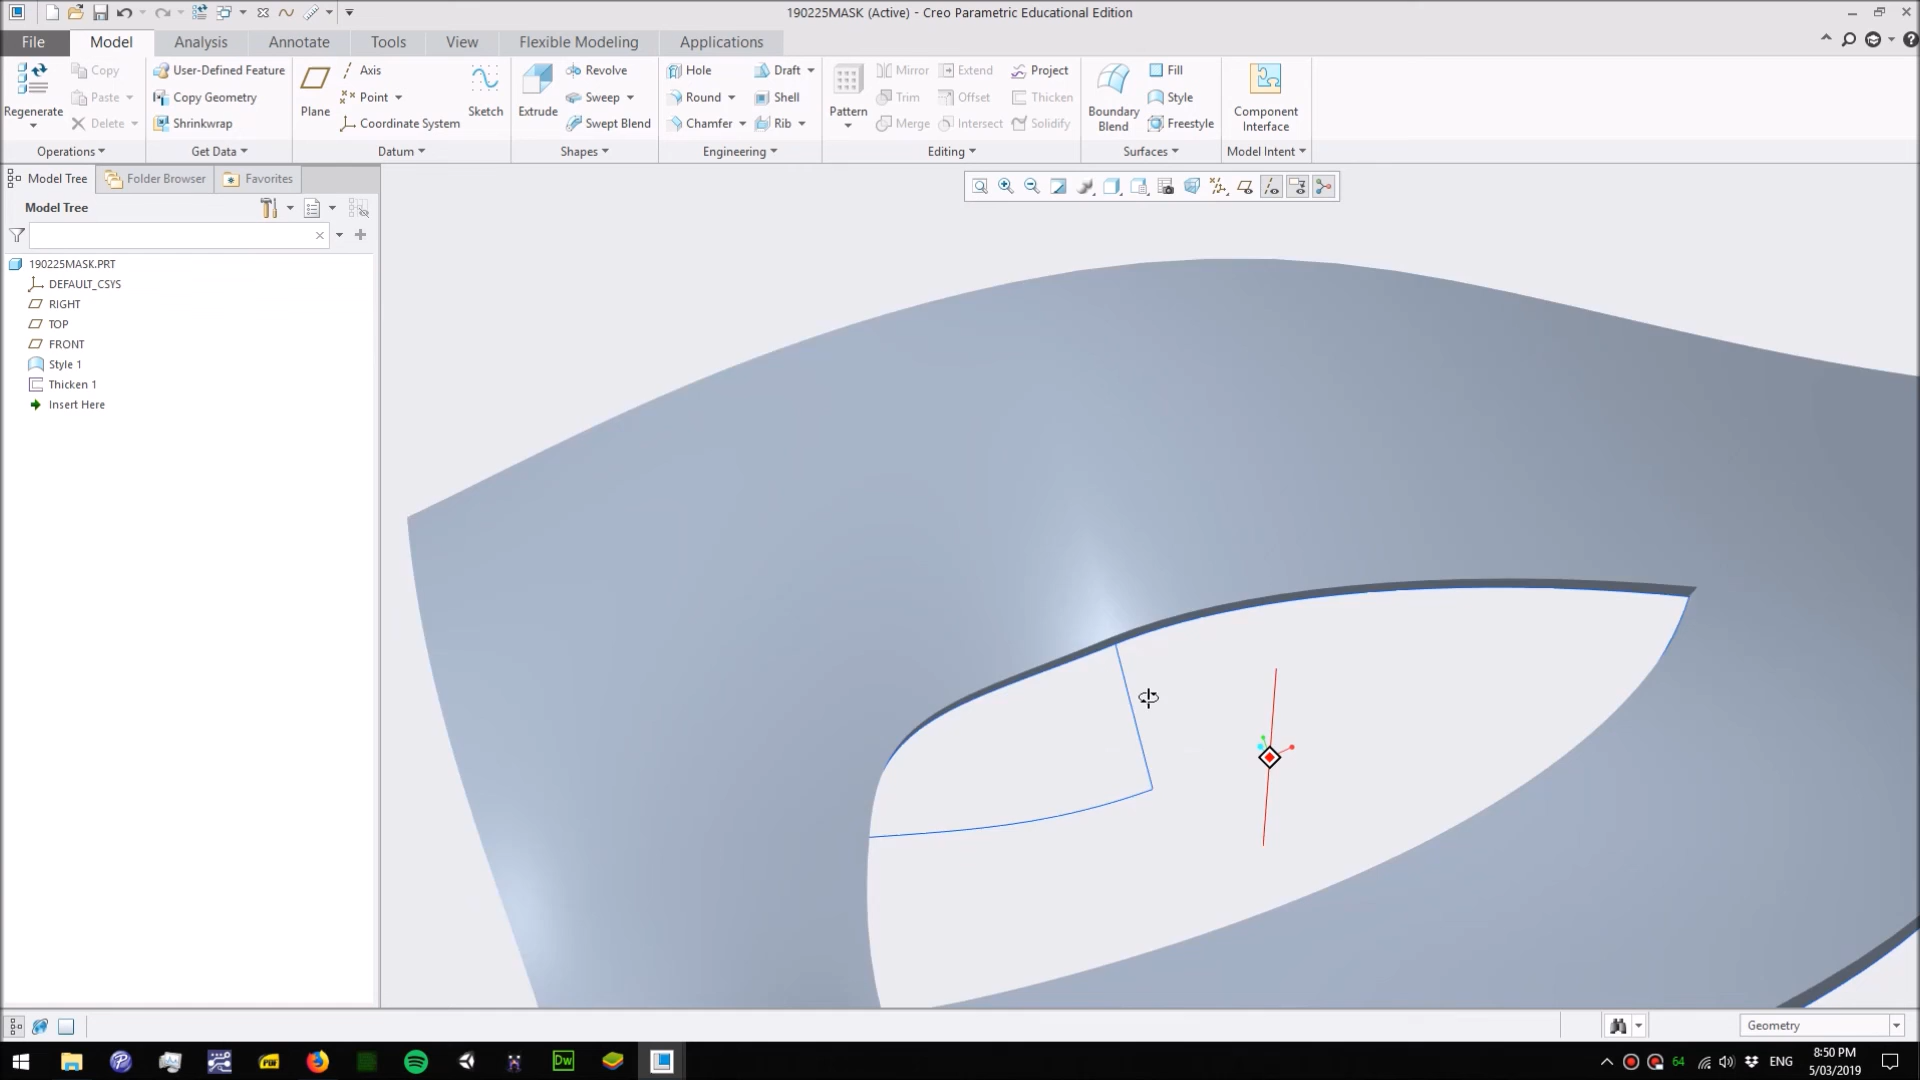 190225MASK (Active) - Creo Parametric Educational Edition
File Model Analysis Annotate Tools View Flexible Modeling Applications
Regenerate
Copy
Paste
Delete
Operations
User-Defined Feature
Copy Geometry
Shrinkwrap
Get Data
Plane
Axis
Point
Coordinate System
Sketch
Datum
Extrude
Revolve
Sweep
Swept Blend
Shapes
Hole
Round
Chamfer
Draft
Shell
Rib
Engineering
Pattern
Mirror
Trim
Merge
Extend
Offset
Intersect
Project
Thicken
Solidify
Editing
Boundary
Blend
Fill
Style
Freestyle
Surfaces
Component
Interface
Model Intent
Model Tree Folder Browser Favorites
Model Tree
190225MASK.PRT
DEFAULT_CSYS
RIGHT
TOP
FRONT
Style 1
Thicken 1
Insert Here
Geometry
Dw
64
ENG
8:50 PM
5/03/2019